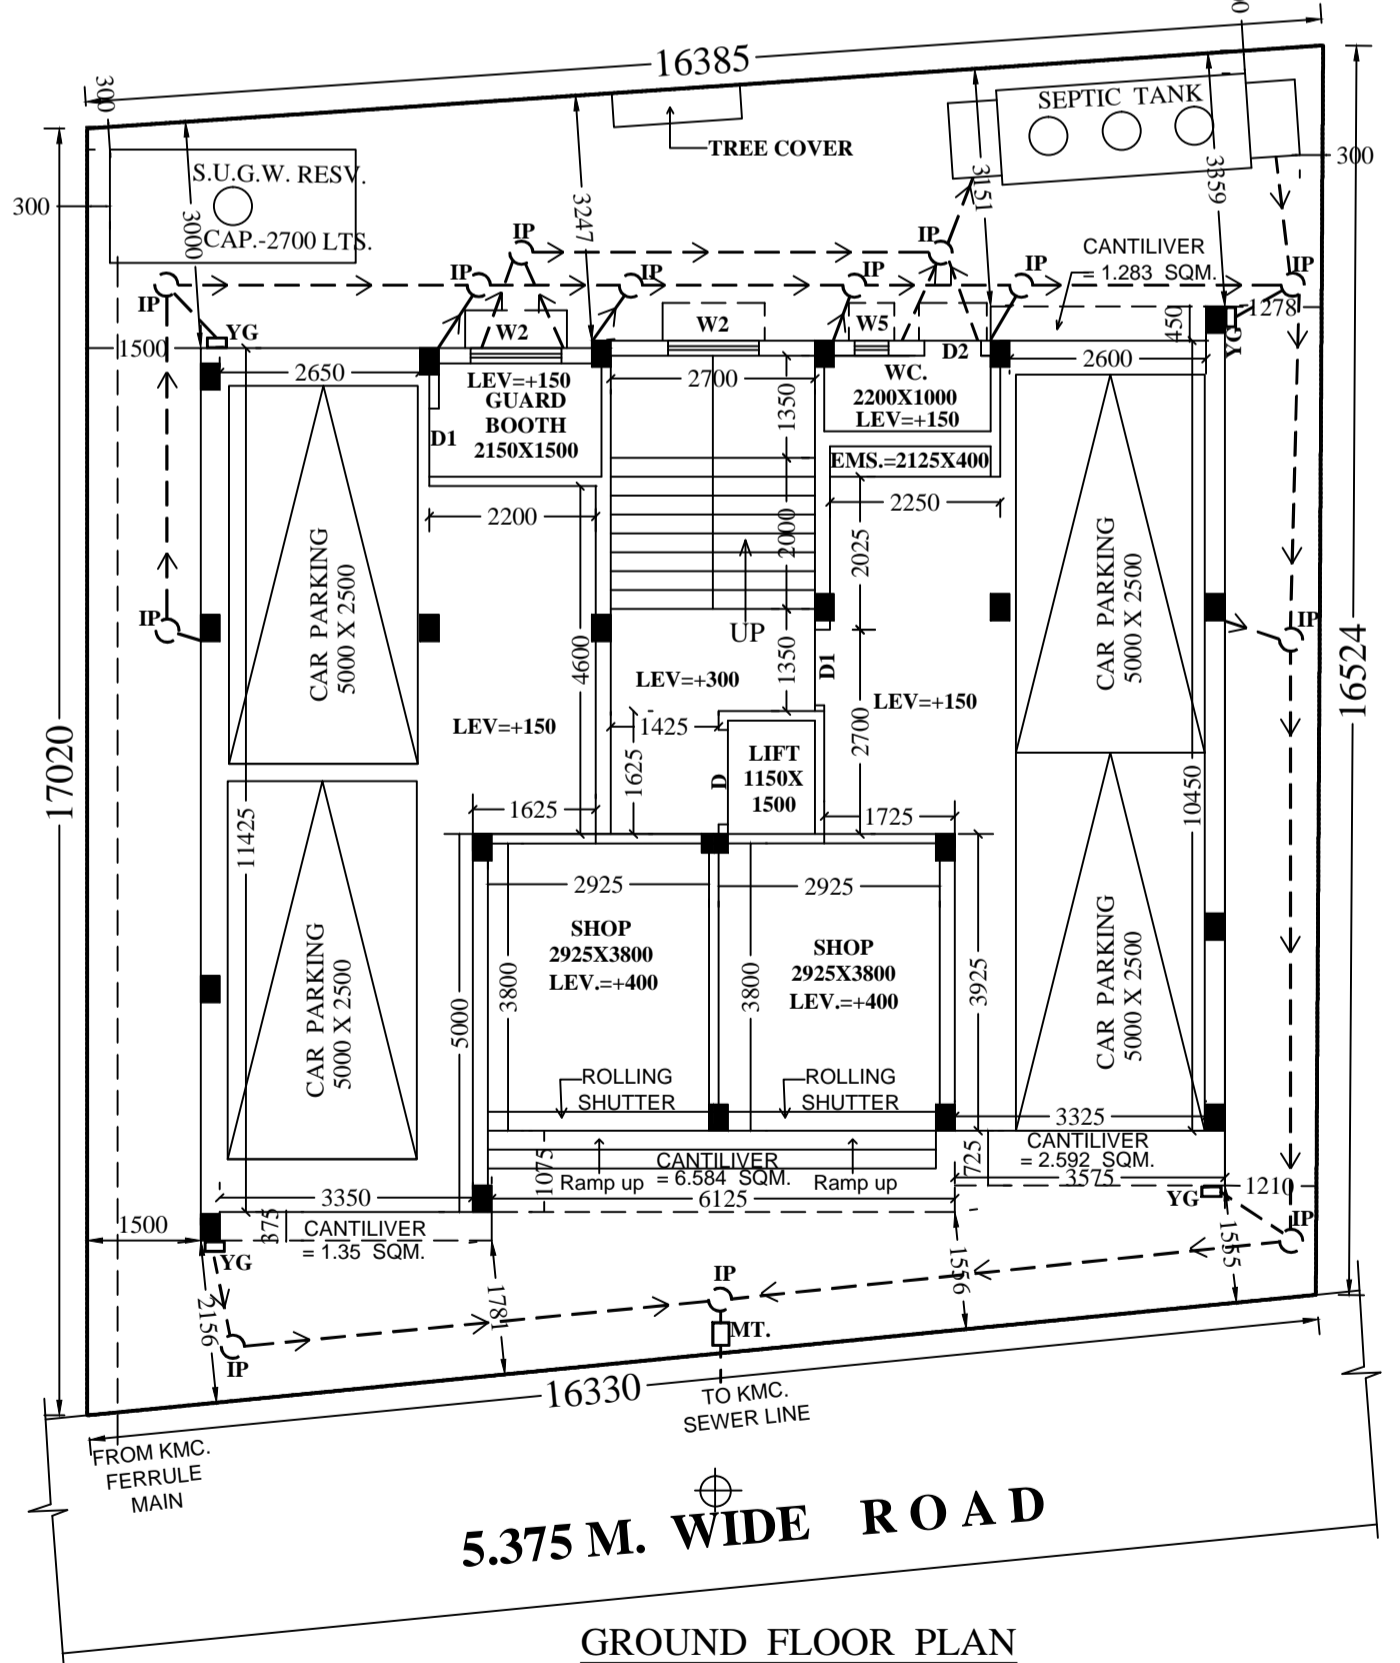 16385
300
SEPTIC TANK
TREE COVER
S.U.G.W. RESV.
CAP.-2700 LTS.
300
3000
3247
3151
3359
300
IP
IP
CANTILIVER
= 1.283 SQM.
IP
IP
IP
IP
IP
IP
YG
W2
W2
W5
D2
450
1278
YG
1500
2650
LEV=+150
GUARD
BOOTH
2150X1500
D1
2700
1350
WC.
2200X1000
LEV=+150
EMS.=2125X400
2600
2200
2250
2000
2025
CAR PARKING
5000 X 2500
CAR PARKING
5000 X 2500
IP
IP
UP
4600
1350
D1
LEV=+300
LEV=+150
LEV=+150
1425
2700
1625
D
LIFT
1150X
1500
17020
16524
11425
10450
1625
1725
2925
2925
SHOP
2925X3800
LEV.=+400
SHOP
2925X3800
LEV.=+400
3800
3800
5000
3925
CAR PARKING
5000 X 2500
CAR PARKING
5000 X 2500
ROLLING
SHUTTER
ROLLING
SHUTTER
3325
CANTILIVER
= 2.592 SQM.
725
3575
1075
Ramp up
CANTILIVER
= 6.584 SQM.
Ramp up
6125
3350
YG
1210
1500
375
CANTILIVER
= 1.35 SQM.
YG
IP
1555
1556
1781
2156
IP
MT.
IP
16330
TO KMC.
SEWER LINE
FROM KMC.
FERRULE
MAIN
5.375 M. WIDE ROAD
GROUND FLOOR PLAN